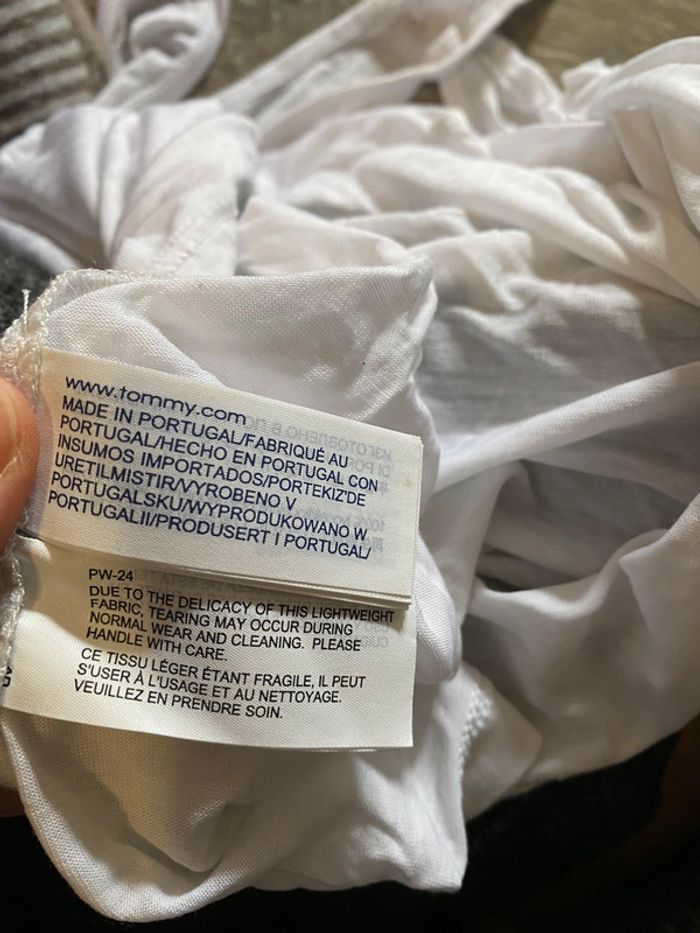 www.tommy.com
MADE IN PORTUGAL/FABRIQUÉ AU
PORTUGAL/HECHO EN PORTUGAL CON
INSUMOS IMPORTADOS/PORTEKIZ'DE
URETILMISTIR/VYROBENO V
PORTUGALSKU/WYPRODUKOWANO W
PORTUGALII/PRODUSERT I PORTUGAL/
PW-24
DUE TO THE DELICACY OF THIS LIGHTWEIGHT
FABRIC, TEARING MAY OCCUR DURING
NORMAL WEAR AND CLEANING. PLEASE
HANDLE WITH CARE.
CE TISSU LÉGER ÉTANT FRAGILE, IL PEUT
S'USER À L'USAGE ET AU NETTOYAGE.
VEUILLEZ EN PRENDRE SOIN.